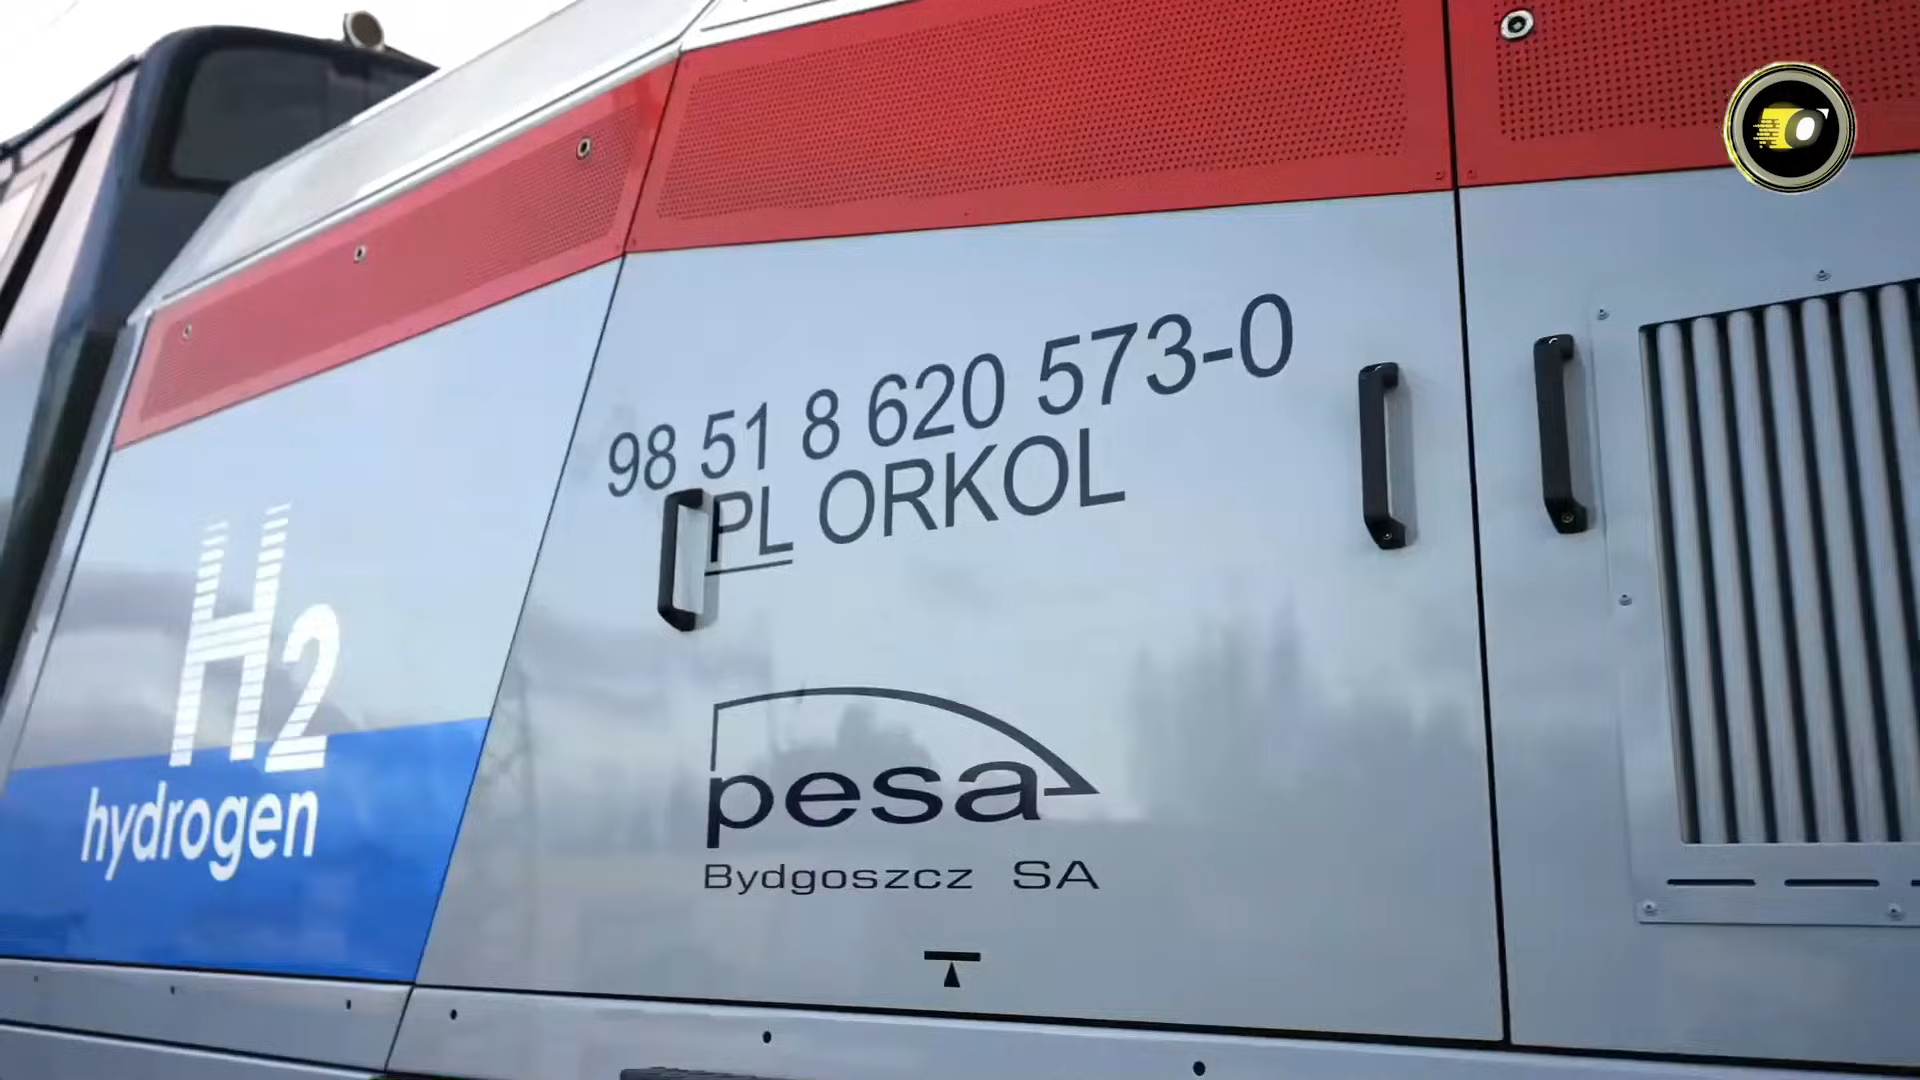 98 51 8 620 573-0
PL ORKOL
H2
hydrogen
pesa
Bydgoszcz SA